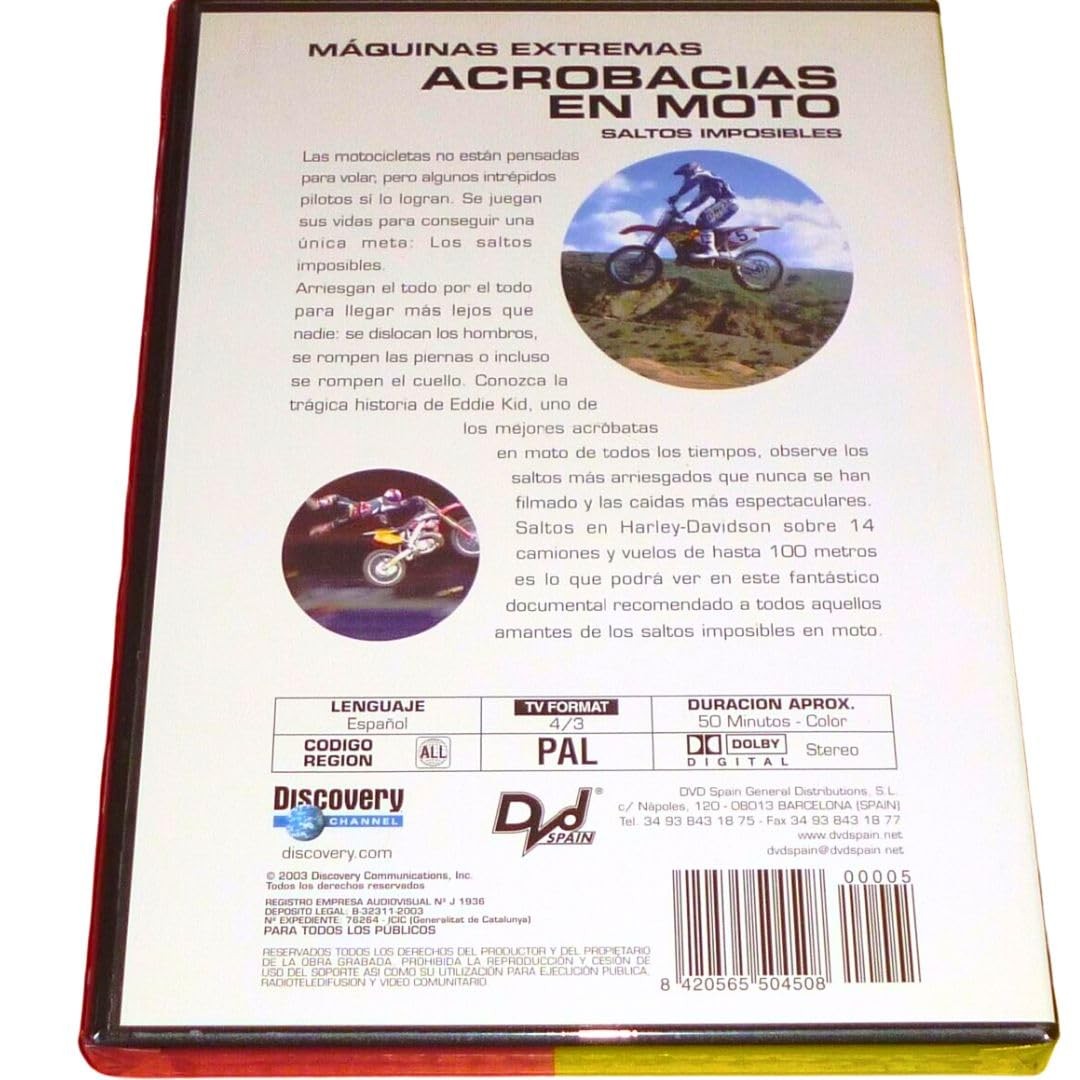 MÁQUINAS EXTREMAS
ACROBACIAS
EN MOTO
SALTOS IMPOSIBLES
Las motocicletas no están pensadas
para volar, pero algunos intrépidos
pilotos sí lo logran. Se juegan
sus vidas para conseguir una
única meta: Los saltos
imposibles.
Arriesgan el todo por el todo
para llegar más lejos que
nadie: se dislocan los hombros,
se rompen las piernas o incluso
se rompen el cuello. Conozca la
trágica historia de Eddie Kid, uno de
los mejores acróbatas
en moto de todos los tiempos, observe los
saltos más arriesgados que nunca se han
filmado y las caidas más espectaculares.
Saltos en Harley-Davidson sobre 14
camiones y vuelos de hasta 100 metros
es lo que podrá ver en este fantástico
documental recomendado a todos aquellos
amantes de los saltos imposibles en moto.
LENGUAJE
Español
TV FORMAT
4/3
DURACION APROX.
50 Minutos - Color
CODIGO
REGION
ALL
PAL
DOLBY
DIGITAL
Stereo
Discovery
CHANNEL
discovery.com
Dvd
SPAIN
®
DVD Spain General Distributions, S.L.
c/ Nápoles, 120 - 08013 BARCELONA (SPAIN)
Tel. 34 93 843 18 75 - Fax 34 93 843 18 77
www.dvdspain.net
dvdspain@dvdspain.net
© 2003 Discovery Communications, Inc.
Todos los derechos reservados
REGISTRO EMPRESA AUDIOVISUAL Nº J 1936
DEPOSITO LEGAL: B-32311-2003
Nº EXPEDIENTE: 76264 - ICIC (Generalitat de Catalunya)
PARA TODOS LOS PÚBLICOS
RESERVADOS TODOS LOS DERECHOS DEL PRODUCTOR Y DEL PROPIETARIO
DE LA OBRA GRABADA. PROHIBIDA LA REPRODUCCIÓN Y CESIÓN DE
USO DEL SOPORTE ASI COMO SU UTILIZACIÓN PARA EJECUCIÓN PUBLICA,
RADIOTELEDIFUSION Y VIDEO COMUNITARIO.
00005
8 420565 504508